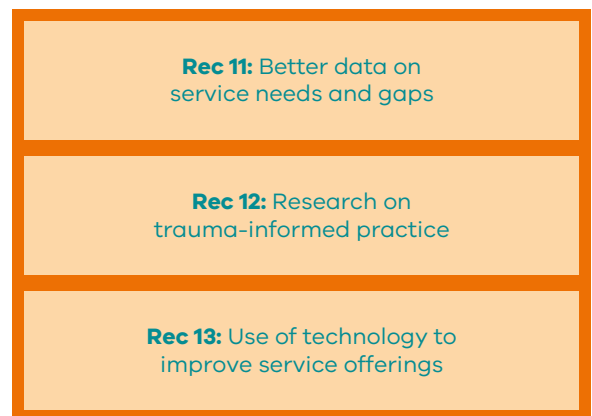 Rec 11: Better data on
service needs and gaps
Rec 12: Research on
trauma-informed practice
Rec 13: Use of technology to
improve service offerings